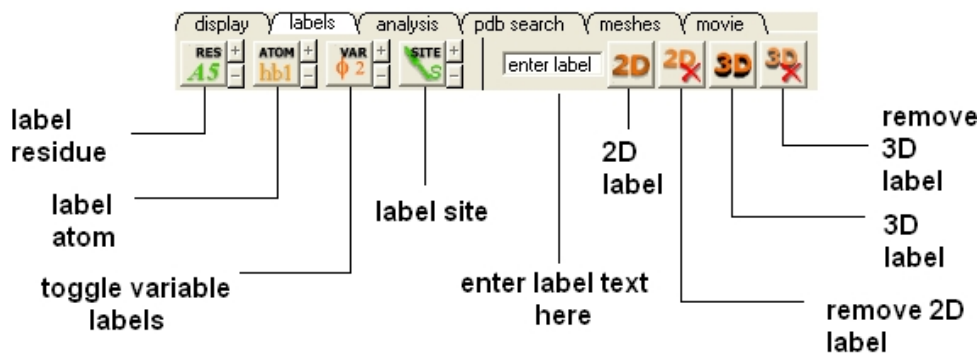 display labels analysis pdb search meshes movie
RES + ATOM + VAR + SITE +
A5 - hb1 - Φ 2 - S -
enter label 2D 2D 3D 3D
label
residue
label
atom
toggle variable
labels
label site
enter label text
here
2D
label
remove 2D
label
3D
label
remove
3D
label